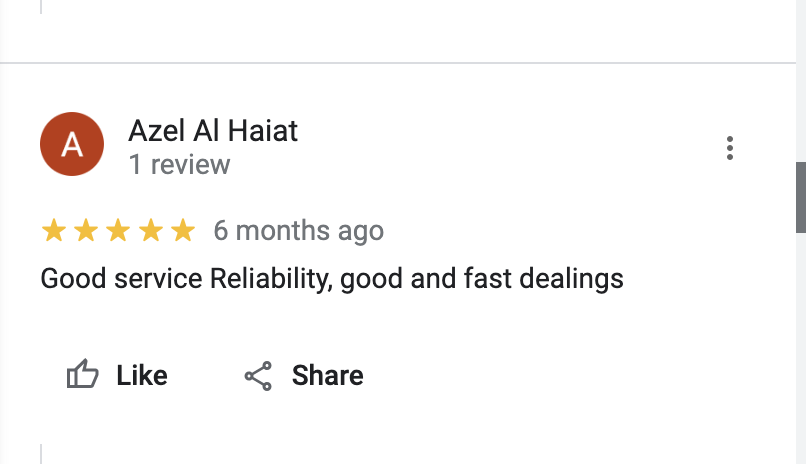 A
Azel Al Haiat
1 review
6 months ago
Good service Reliability, good and fast dealings
Like Share